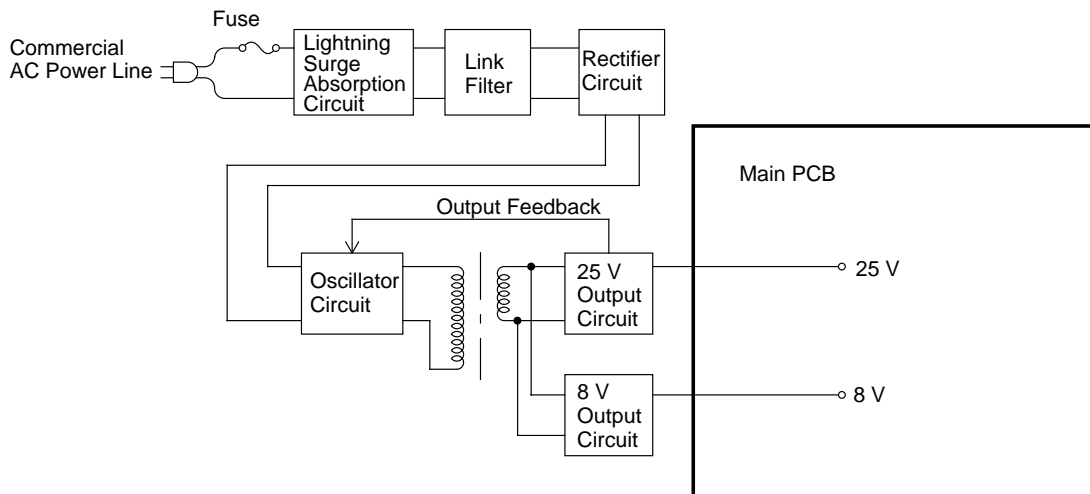 Fuse
Commercial
AC Power Line
Lightning
Surge
Absorption
Circuit
Link
Filter
Rectifier
Circuit
Main PCB
Output Feedback
Oscillator
Circuit
25 V
Output
Circuit
25 V
8 V
Output
Circuit
8 V